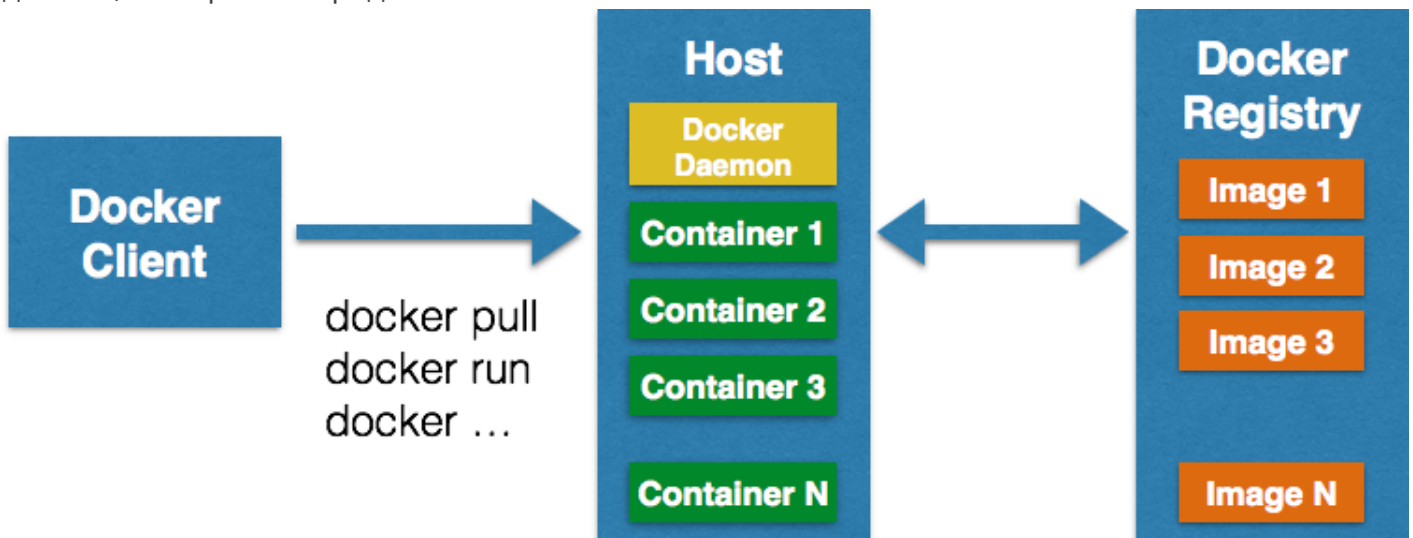 Docker
Client
docker pull
docker run
docker ...
Host
Docker
Daemon
Container 1
Container 2
Container 3
Container N
Docker
Registry
Image 1
Image 2
Image 3
Image N